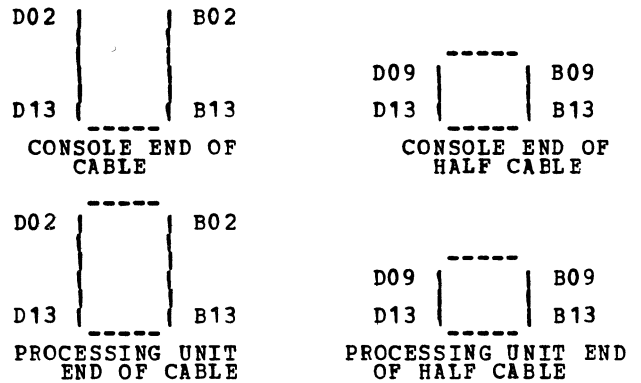 D02 B02
D13 B13
CONSOLE END OF
CABLE
D09 B09
D13 B13
CONSOLE END OF
HALF CABLE
D02 B02
D13 B13
PROCESSING UNIT
END OF CABLE
D09 B09
D13 B13
PROCESSING UNIT END
OF HALF CABLE